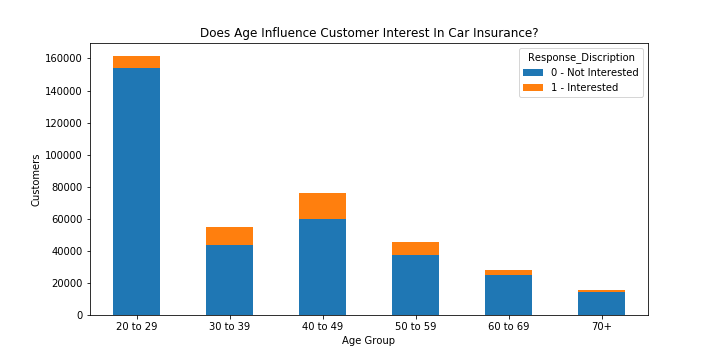 Does Age Influence Customer Interest In Car Insurance?
Response_Discription
0 - Not Interested
1 - Interested
160000
140000
120000
100000
80000
60000
40000
20000
0
Customers
20 to 29
30 to 39
40 to 49
50 to 59
60 to 69
70+
Age Group